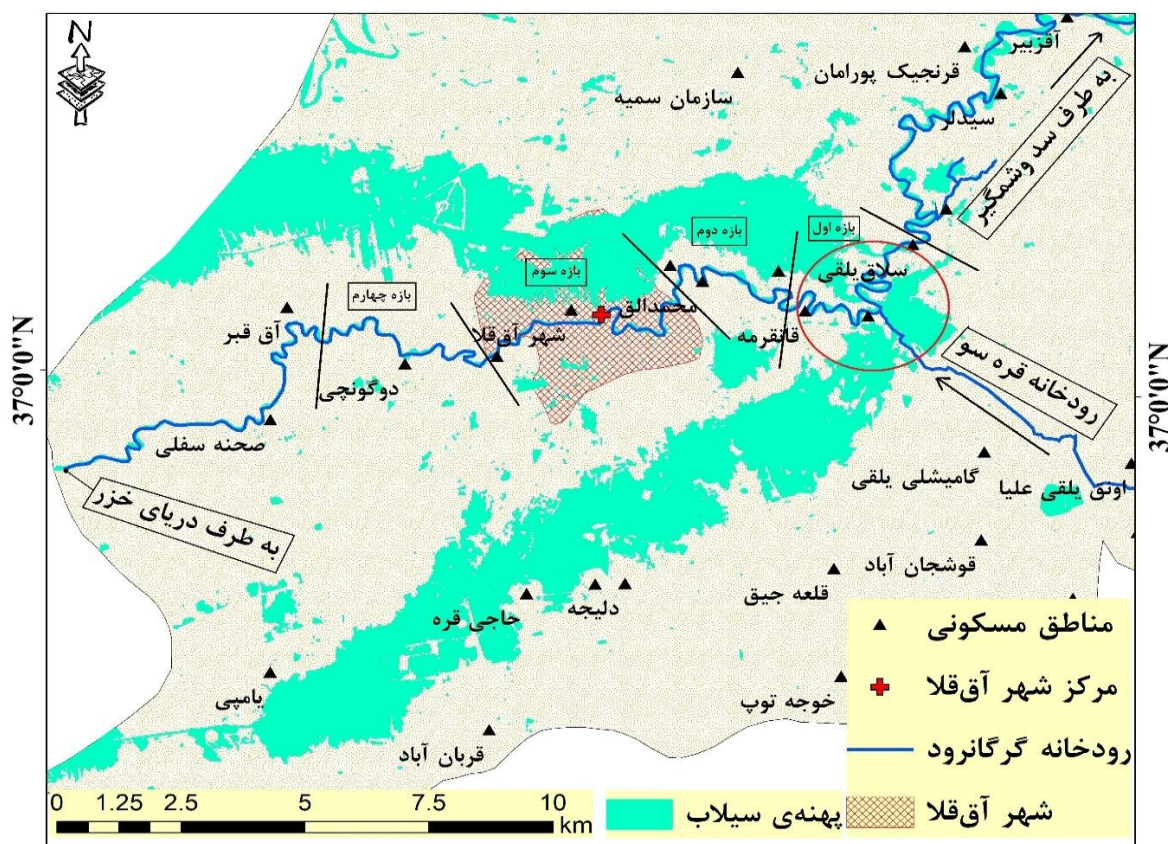 N
آقزبیر
قرنجیک پورامان
سازمان سمیه
سیدلر
به طرف سد وشمگیر
بازه اول
بازه دوم
سلاق یلقی
بازه سوم
محمدالق
بازه چهارم
قانقرمه
شهر آق‌قلا
آق قبر
دوگونچی
رودخانه قره سو
37°0'0"N
37°0'0"N
صحنه سفلی
گامیشلی یلقی
اونق یلقی علیا
به طرف دریای خزر
قوشجان آباد
قلعه جیق
دلیجه
حاجی قره
یامپی
خوجه توپ
قربان آباد
مناطق مسکونی
مرکز شهر آق‌قلا
رودخانه گرگانرود
شهر آق‌قلا
پهنه‌ی سیلاب
0 1.25 2.5 5 7.5 10
km